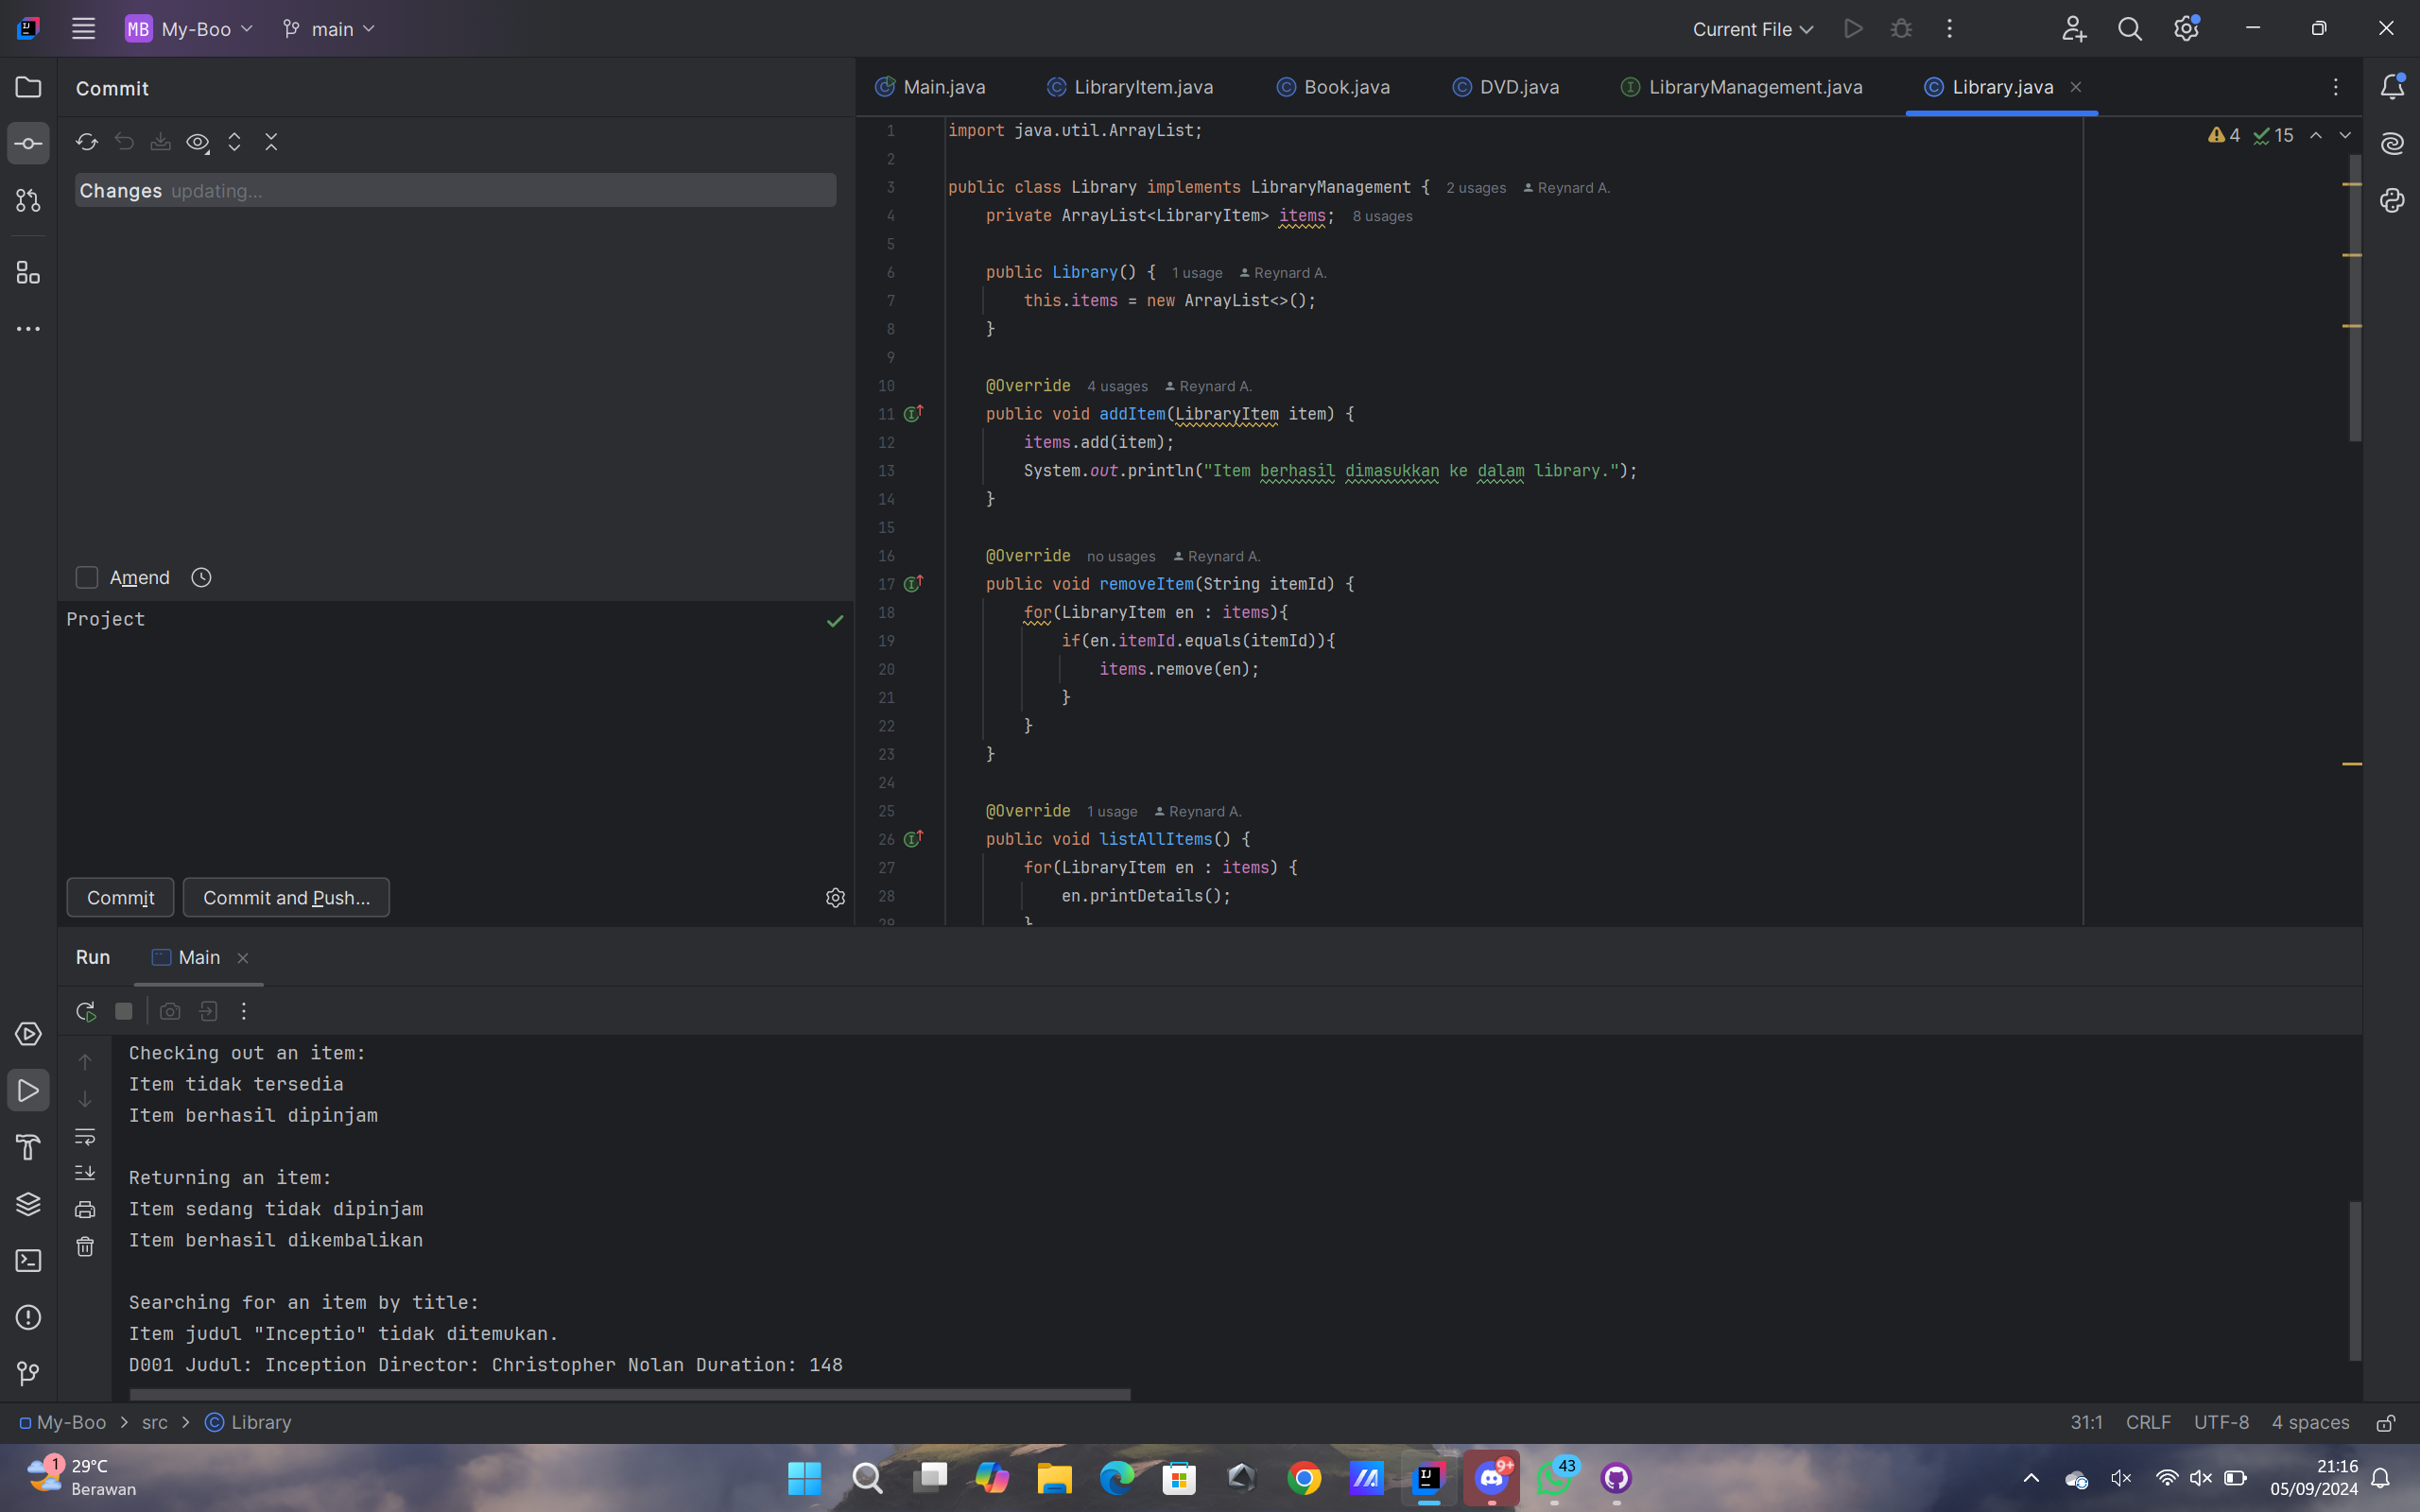 MB My-Boo main Current File
Commit
Main.java LibraryItem.java Book.java DVD.java LibraryManagement.java Library.java
Changes updating...
4 15
1 import java.util.ArrayList;
2
3 public class Library implements LibraryManagement { 2 usages Reynard A.
4 private ArrayList<LibraryItem> items; 8 usages
5
6 public Library() { 1 usage Reynard A.
7 this.items = new ArrayList<>();
8 }
9
10 @Override 4 usages Reynard A.
11 public void addItem(LibraryItem item) {
12 items.add(item);
13 System.out.println("Item berhasil dimasukkan ke dalam library.");
14 }
15
16 @Override no usages Reynard A.
17 public void removeItem(String itemId) {
18 for(LibraryItem en : items){
19 if(en.itemId.equals(itemId)){
20 items.remove(en);
21 }
22 }
23 }
24
25 @Override 1 usage Reynard A.
26 public void listAllItems() {
27 for(LibraryItem en : items) {
28 en.printDetails();
29 }
Amend
Project
Commit Commit and Push...
Run Main
Checking out an item:
Item tidak tersedia
Item berhasil dipinjam
Returning an item:
Item sedang tidak dipinjam
Item berhasil dikembalikan
Searching for an item by title:
Item judul "Inceptio" tidak ditemukan.
D001 Judul: Inception Director: Christopher Nolan Duration: 148
My-Boo > src > Library 31:1 CRLF UTF-8 4 spaces
1 29°C
Berawan
9+ 43
21:16
05/09/2024